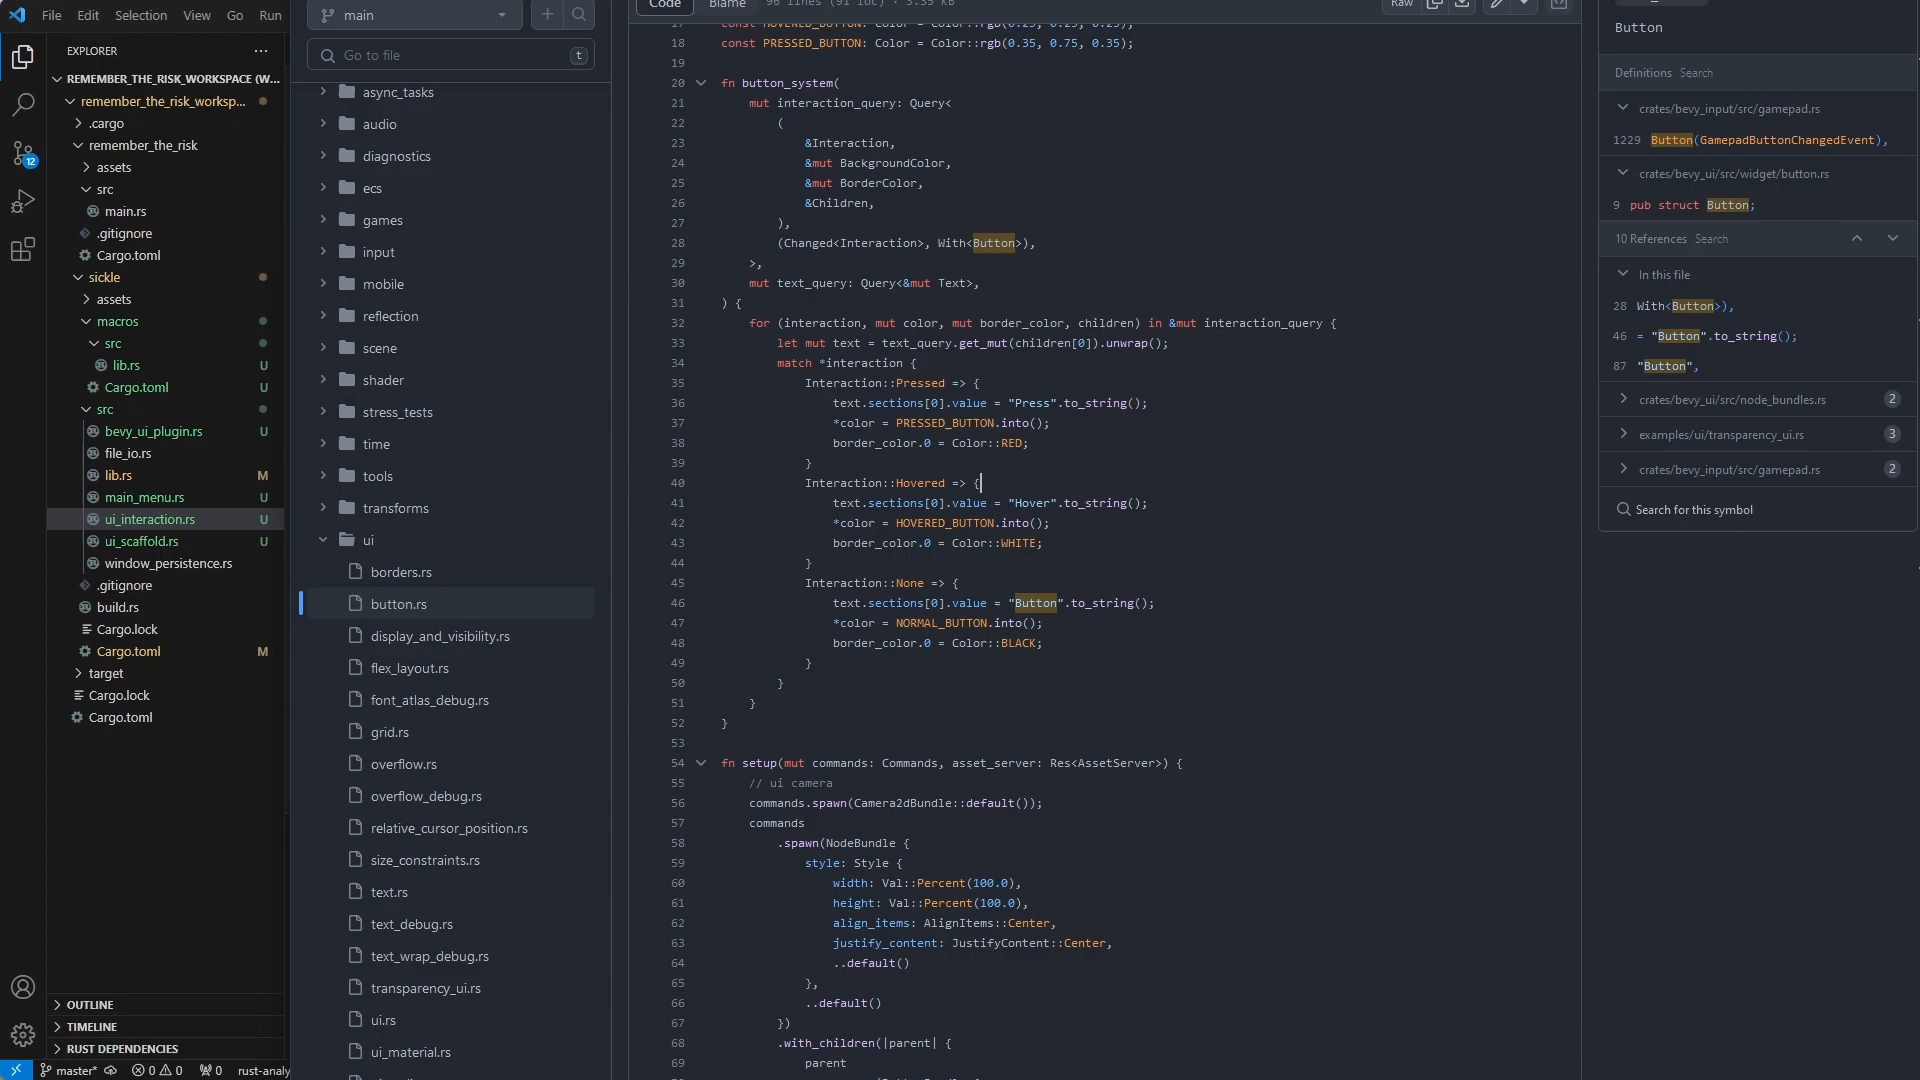 File Edit Selection View Go Run
EXPLORER
REMEMBER_THE_RISK_WORKSPACE (W...
remember_the_risk_worksp...
.cargo
remember_the_risk
assets
src
main.rs
.gitignore
Cargo.toml
sickle
assets
macros
src
lib.rs U
Cargo.toml U
src
bevy_ui_plugin.rs U
file_io.rs
lib.rs M
main_menu.rs U
ui_interaction.rs U
ui_scaffold.rs U
window_persistence.rs
.gitignore
build.rs
Cargo.lock
Cargo.toml M
target
Cargo.lock
Cargo.toml
12
OUTLINE
TIMELINE
RUST DEPENDENCIES
master* 0 0 0 rust-analy
main
Go to file t
async_tasks
audio
diagnostics
ecs
games
input
mobile
reflection
scene
shader
stress_tests
time
tools
transforms
ui
borders.rs
button.rs
display_and_visibility.rs
flex_layout.rs
font_atlas_debug.rs
grid.rs
overflow.rs
overflow_debug.rs
relative_cursor_position.rs
size_constraints.rs
text.rs
text_debug.rs
text_wrap_debug.rs
transparency_ui.rs
ui.rs
ui_material.rs
Code Blame 96 lines (91 loc) · 3.35 KB Raw
17 const HOVERED_BUTTON: Color = Color::rgb(0.25, 0.25, 0.25);
18 const PRESSED_BUTTON: Color = Color::rgb(0.35, 0.75, 0.35);
19
20 fn button_system(
21 mut interaction_query: Query<
22 (
23 &Interaction,
24 &mut BackgroundColor,
25 &mut BorderColor,
26 &Children,
27 ),
28 (Changed<Interaction>, With<Button>),
29 >,
30 mut text_query: Query<&mut Text>,
31 ) {
32 for (interaction, mut color, mut border_color, children) in &mut interaction_query {
33 let mut text = text_query.get_mut(children[0]).unwrap();
34 match *interaction {
35 Interaction::Pressed => {
36 text.sections[0].value = "Press".to_string();
37 *color = PRESSED_BUTTON.into();
38 border_color.0 = Color::RED;
39 }
40 Interaction::Hovered => {
41 text.sections[0].value = "Hover".to_string();
42 *color = HOVERED_BUTTON.into();
43 border_color.0 = Color::WHITE;
44 }
45 Interaction::None => {
46 text.sections[0].value = "Button".to_string();
47 *color = NORMAL_BUTTON.into();
48 border_color.0 = Color::BLACK;
49 }
50 }
51 }
52 }
53
54 fn setup(mut commands: Commands, asset_server: Res<AssetServer>) {
55 // ui camera
56 commands.spawn(Camera2dBundle::default());
57 commands
58 .spawn(NodeBundle {
59 style: Style {
60 width: Val::Percent(100.0),
61 height: Val::Percent(100.0),
62 align_items: AlignItems::Center,
63 justify_content: JustifyContent::Center,
64 ..default()
65 },
66 ..default()
67 })
68 .with_children(|parent| {
69 parent
Button
Definitions Search
crates/bevy_input/src/gamepad.rs
1229 Button(GamepadButtonChangedEvent),
crates/bevy_ui/src/widget/button.rs
9 pub struct Button;
10 References Search
In this file
28 With<Button>),
46 = "Button".to_string();
87 "Button",
crates/bevy_ui/src/node_bundles.rs 2
examples/ui/transparency_ui.rs 3
crates/bevy_input/src/gamepad.rs 2
Search for this symbol